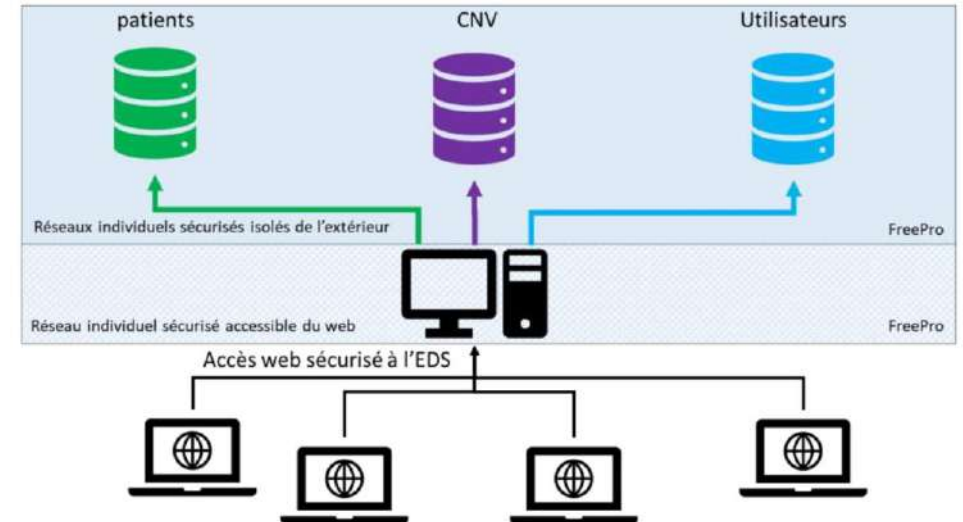 patients
CNV
Utilisateurs
Réseaux individuels sécurisés isolés de l'extérieur
FreePro
Réseau individuel sécurisé accessible du web
FreePro
Accès web sécurisé à l'EDS